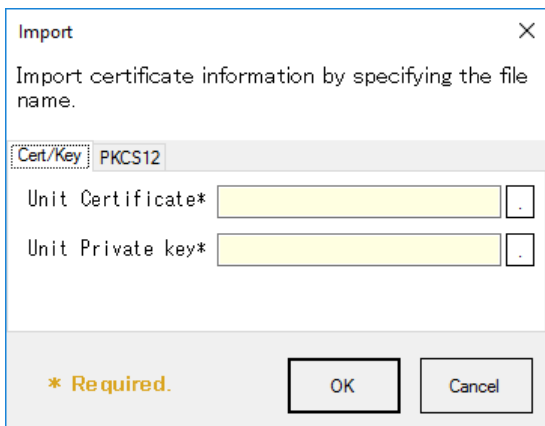 Import
Import certificate information by specifying the file
name.
Cert/Key PKCS12
Unit Certificate* .
Unit Private key* .
* Required. OK Cancel